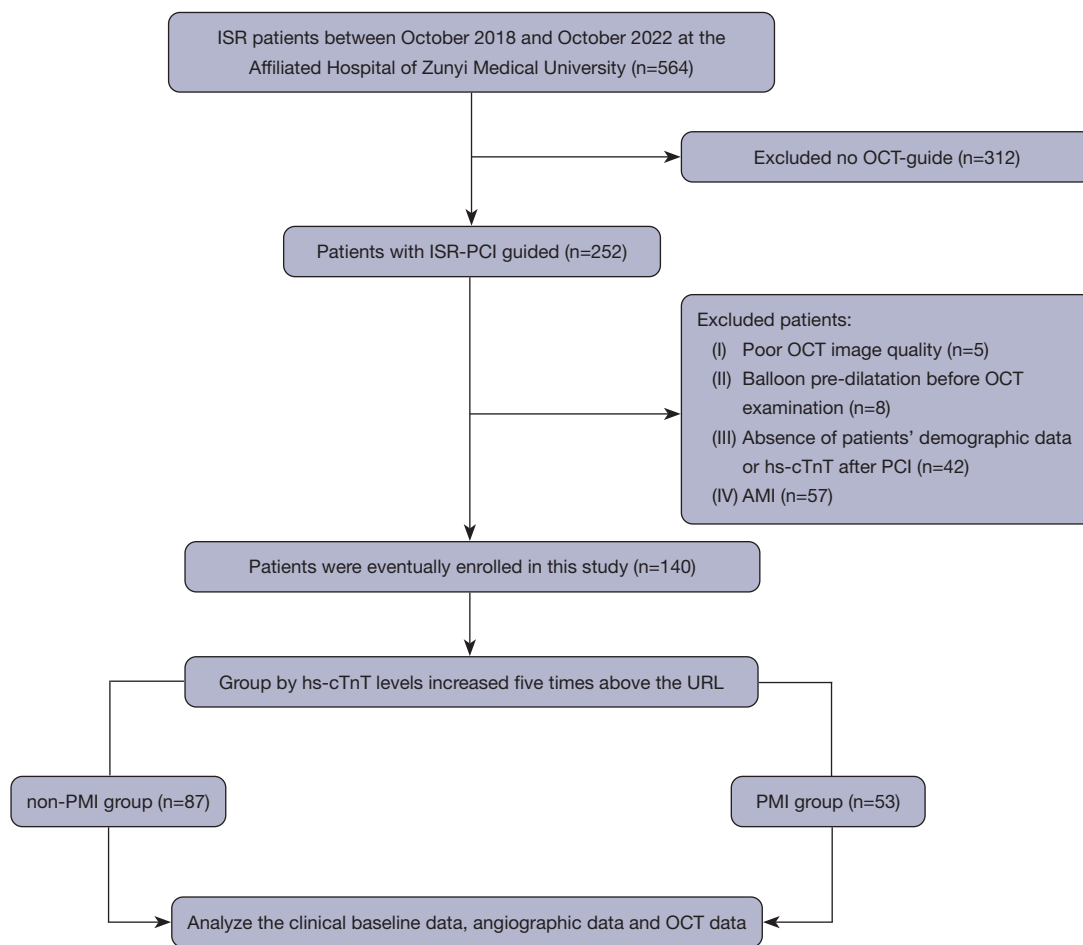 ISR patients between October 2018 and October 2022 at the
Affiliated Hospital of Zunyi Medical University (n=564)
Excluded no OCT-guide (n=312)
Patients with ISR-PCI guided (n=252)
Excluded patients:
(I) Poor OCT image quality (n=5)
(II) Balloon pre-dilatation before OCT
examination (n=8)
(III) Absence of patients’ demographic data
or hs-cTnT after PCI (n=42)
(IV) AMI (n=57)
Patients were eventually enrolled in this study (n=140)
Group by hs-cTnT levels increased five times above the URL
non-PMI group (n=87)
PMI group (n=53)
Analyze the clinical baseline data, angiographic data and OCT data